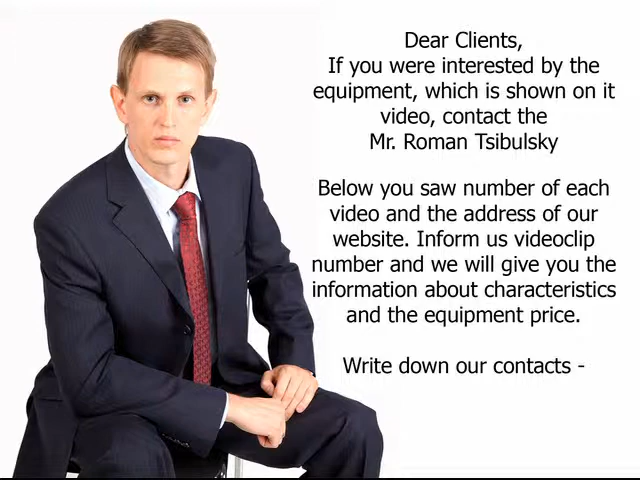 Dear Clients,
If you were interested by the
equipment, which is shown on it
video, contact the
Mr. Roman Tsibulsky
Below you saw number of each
video and the address of our
website. Inform us videoclip
number and we will give you the
information about characteristics
and the equipment price.
Write down our contacts -